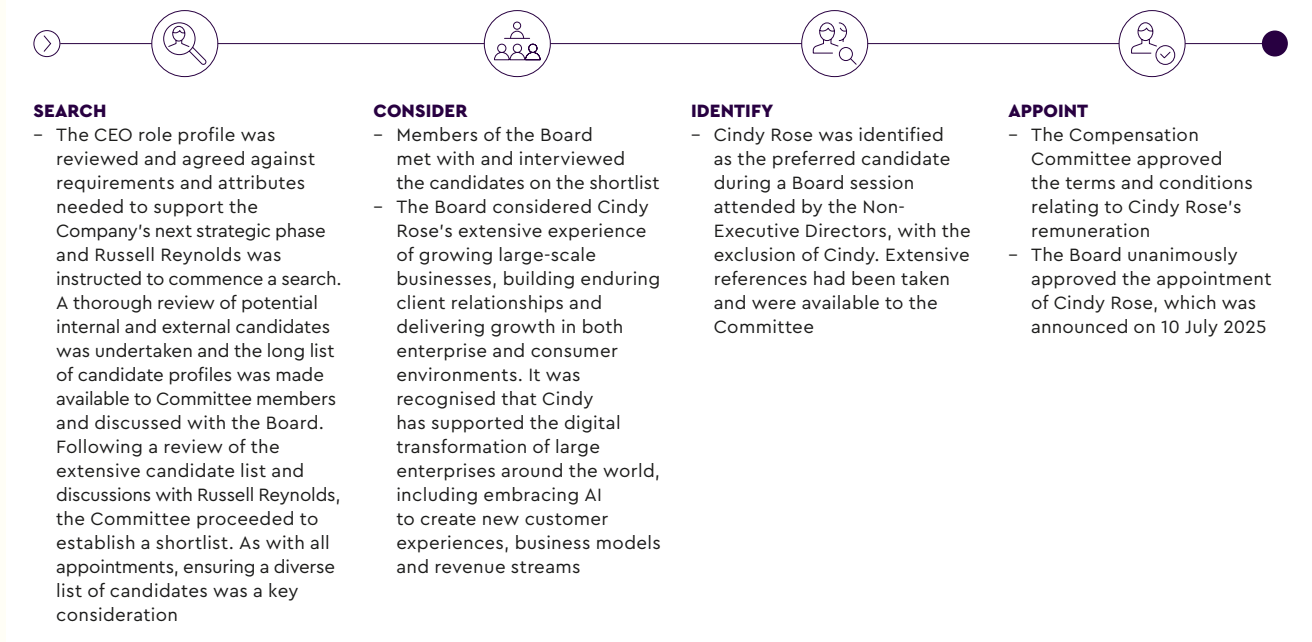 SEARCH
– The CEO role profile was
reviewed and agreed against
requirements and attributes
needed to support the
Company's next strategic phase
and Russell Reynolds was
instructed to commence a search.
A thorough review of potential
internal and external candidates
was undertaken and the long list
of candidate profiles was made
available to Committee members
and discussed with the Board.
Following a review of the
extensive candidate list and
discussions with Russell Reynolds,
the Committee proceeded to
establish a shortlist. As with all
appointments, ensuring a diverse
list of candidates was a key
consideration
CONSIDER
– Members of the Board
met with and interviewed
the candidates on the shortlist
– The Board considered Cindy
Rose's extensive experience
of growing large-scale
businesses, building enduring
client relationships and
delivering growth in both
enterprise and consumer
environments. It was
recognised that Cindy
has supported the digital
transformation of large
enterprises around the world,
including embracing AI
to create new customer
experiences, business models
and revenue streams
IDENTIFY
– Cindy Rose was identified
as the preferred candidate
during a Board session
attended by the Non-
Executive Directors, with the
exclusion of Cindy. Extensive
references had been taken
and were available to the
Committee
APPOINT
– The Compensation
Committee approved
the terms and conditions
relating to Cindy Rose's
remuneration
– The Board unanimously
approved the appointment
of Cindy Rose, which was
announced on 10 July 2025